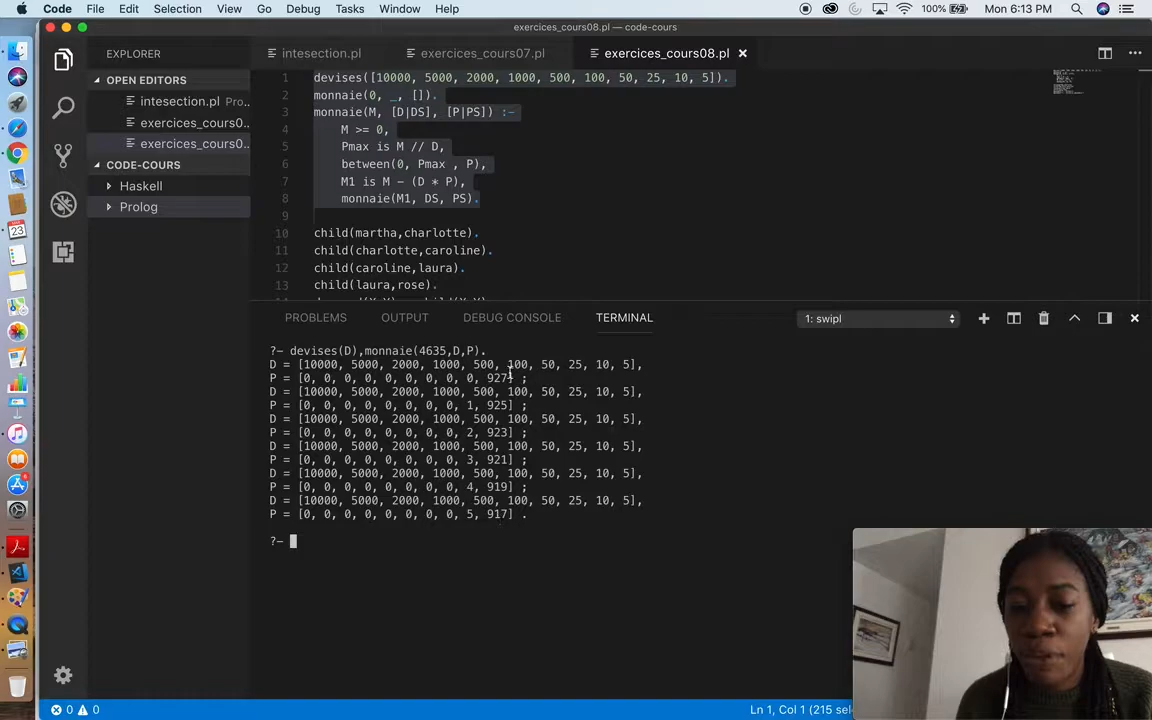 Code File Edit Selection View Go Debug Tasks Window Help 100% Mon 6:13 PM
exercices_cours08.pl — code-cours
EXPLORER intesection.pl exercices_cours07.pl exercices_cours08.pl
OPEN EDITORS
intesection.pl Pro...
exercices_cours0..
exercices_cours0..
CODE-COURS
Haskell
Prolog
1 devises([10000, 5000, 2000, 1000, 500, 100, 50, 25, 10, 5]).
2 monnaie(0, _, []).
3 monnaie(M, [D|DS], [P|PS]) :-
4 M >= 0,
5 Pmax is M // D,
6 between(0, Pmax , P),
7 M1 is M - (D * P),
8 monnaie(M1, DS, PS).
9
10 child(martha,charlotte).
11 child(charlotte,caroline).
12 child(caroline,laura).
13 child(laura,rose).
PROBLEMS OUTPUT DEBUG CONSOLE TERMINAL 1: swipl
?- devises(D),monnaie(4635,D,P).
D = [10000, 5000, 2000, 1000, 500, 100, 50, 25, 10, 5],
P = [0, 0, 0, 0, 0, 0, 0, 0, 0, 927] ;
D = [10000, 5000, 2000, 1000, 500, 100, 50, 25, 10, 5],
P = [0, 0, 0, 0, 0, 0, 0, 0, 1, 925] ;
D = [10000, 5000, 2000, 1000, 500, 100, 50, 25, 10, 5],
P = [0, 0, 0, 0, 0, 0, 0, 0, 2, 923] ;
D = [10000, 5000, 2000, 1000, 500, 100, 50, 25, 10, 5],
P = [0, 0, 0, 0, 0, 0, 0, 0, 3, 921] ;
D = [10000, 5000, 2000, 1000, 500, 100, 50, 25, 10, 5],
P = [0, 0, 0, 0, 0, 0, 0, 0, 4, 919] ;
D = [10000, 5000, 2000, 1000, 500, 100, 50, 25, 10, 5],
P = [0, 0, 0, 0, 0, 0, 0, 0, 5, 917] .
?-
0 0 Ln 1, Col 1 (215 sel